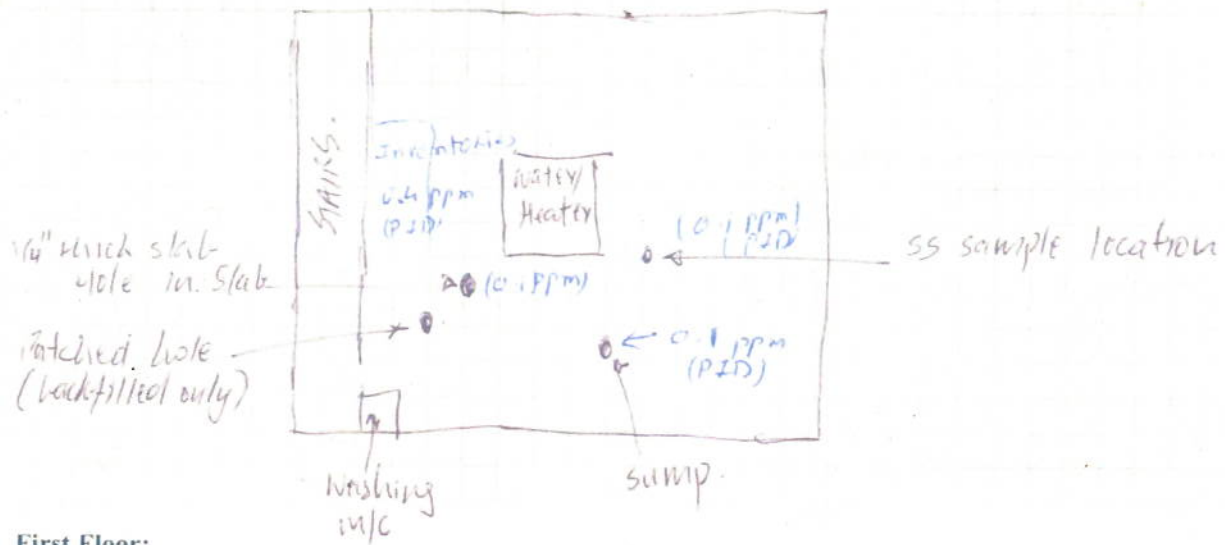 STAIRS.
Inventories
0.4 ppm
(PID)
Water/
Heater
(0.1 ppm)
(PID)
SS sample location
1/4" thick slab
Hole in Slab
(0.1 ppm)
Patched hole
(backfilled only)
0.1 ppm
(PID)
Washing
M/C
sump.
First Floor: